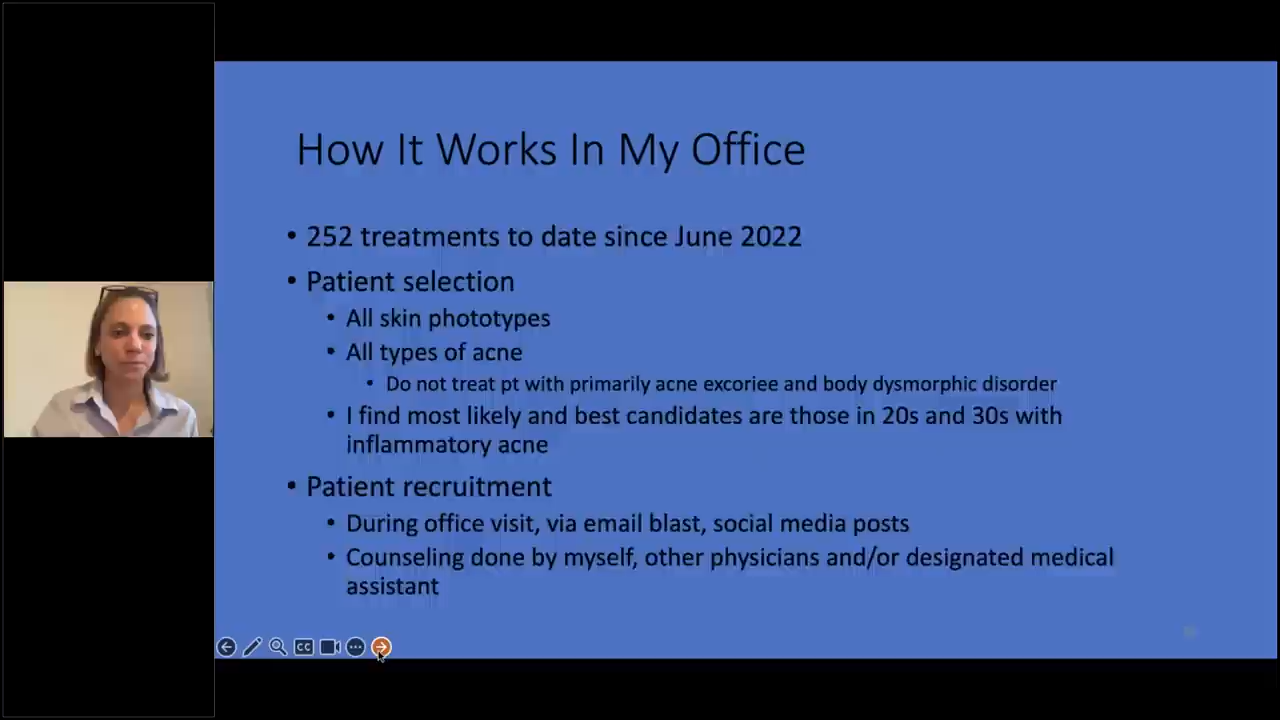 How It Works In My Office
• 252 treatments to date since June 2022
• Patient selection
• All skin phototypes
• All types of acne
• Do not treat pt with primarily acne excoriee and body dysmorphic disorder
• I find most likely and best candidates are those in 20s and 30s with
inflammatory acne
• Patient recruitment
• During office visit, via email blast, social media posts
• Counseling done by myself, other physicians and/or designated medical
assistant
CC